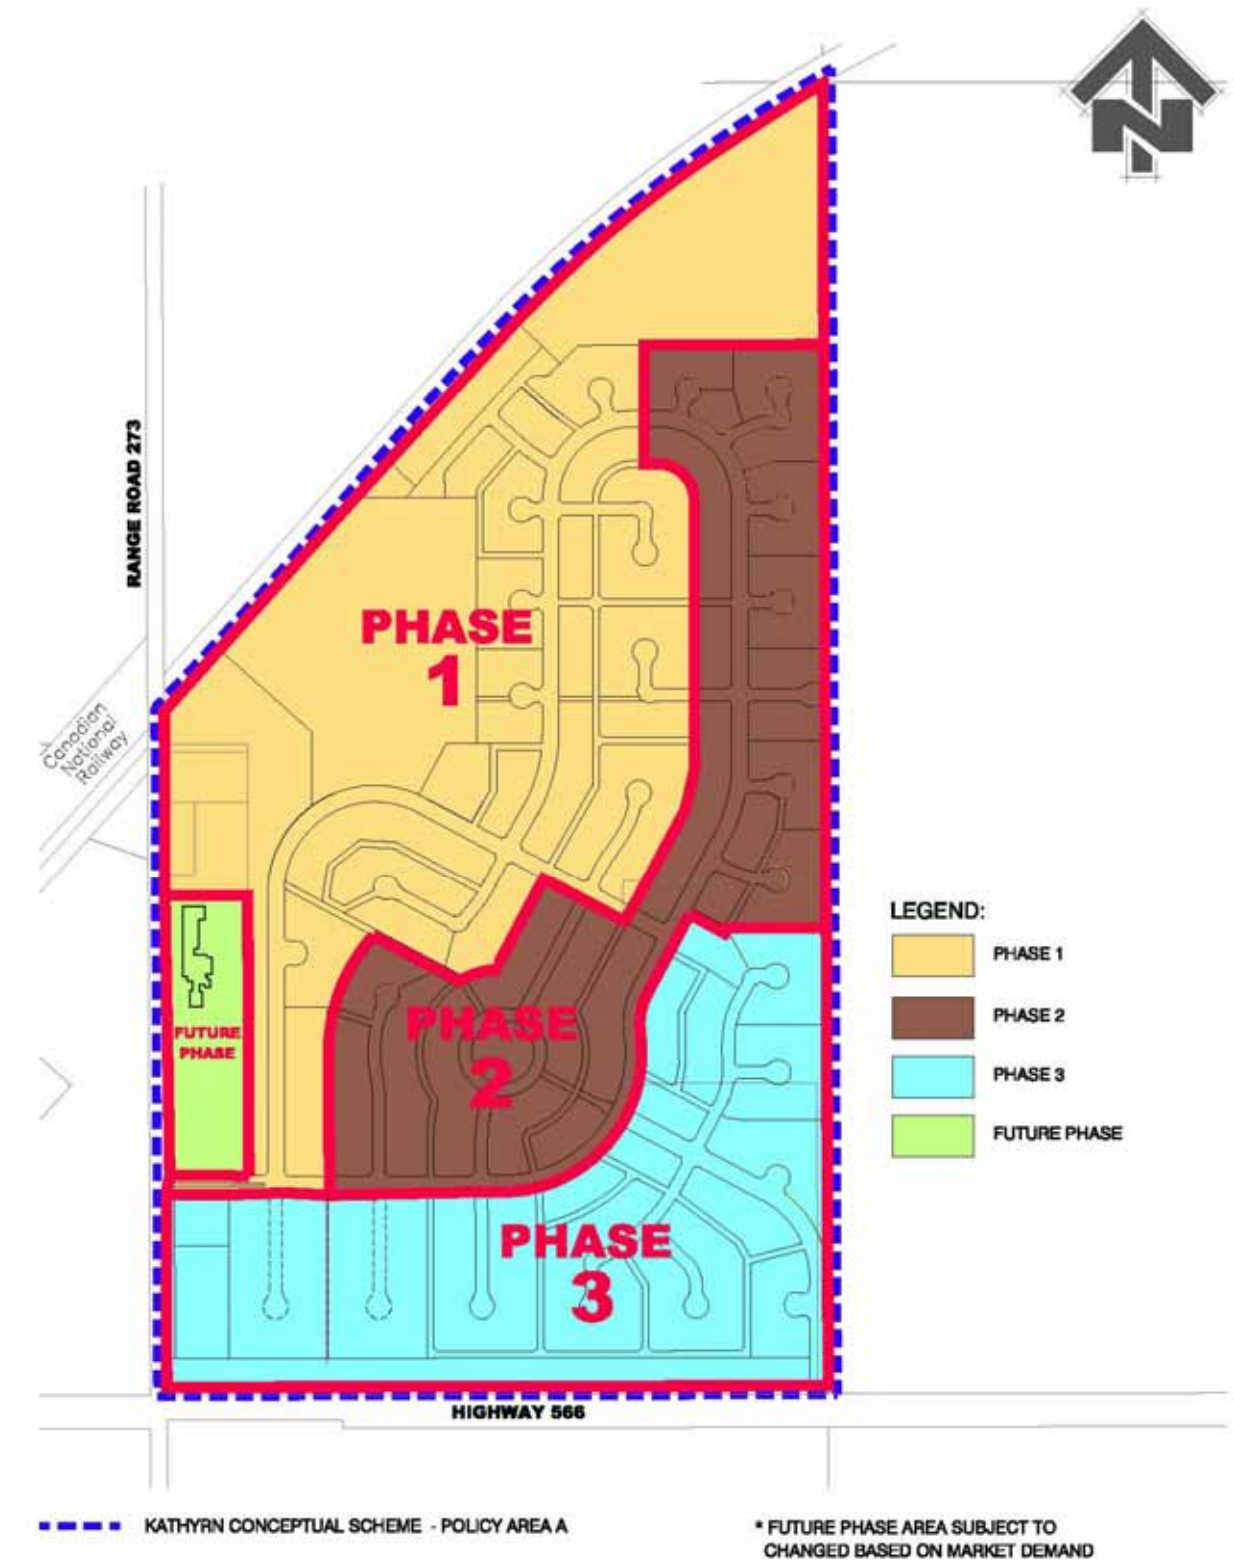 N
RANGE ROAD 273
PHASE
1
Canadian
National
Railway
LEGEND:
PHASE 1
PHASE 2
PHASE 3
FUTURE PHASE
FUTURE
PHASE
PHASE
2
PHASE
3
HIGHWAY 566
KATHYRN CONCEPTUAL SCHEME - POLICY AREA A
* FUTURE PHASE AREA SUBJECT TO
CHANGED BASED ON MARKET DEMAND